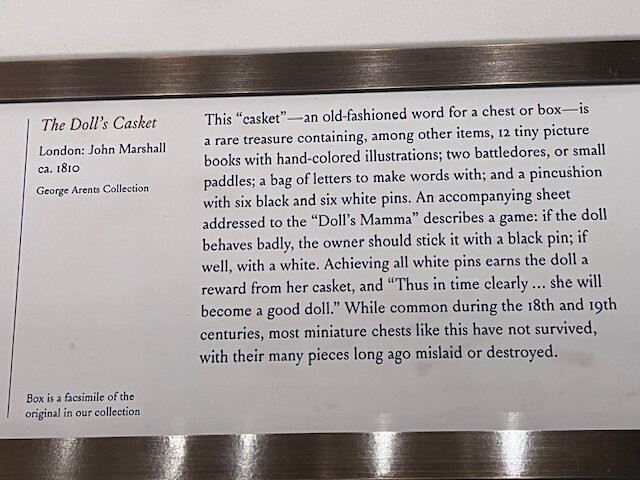 The Doll's Casket
London: John Marshall
ca. 1810
George Arents Collection
This “casket”—an old-fashioned word for a chest or box—is
a rare treasure containing, among other items, 12 tiny picture
books with hand-colored illustrations; two battledores, or small
paddles; a bag of letters to make words with; and a pincushion
with six black and six white pins. An accompanying sheet
addressed to the “Doll's Mamma” describes a game: if the doll
behaves badly, the owner should stick it with a black pin; if
well, with a white. Achieving all white pins earns the doll a
reward from her casket, and “Thus in time clearly ... she will
become a good doll.” While common during the 18th and 19th
centuries, most miniature chests like this have not survived,
with their many pieces long ago mislaid or destroyed.
Box is a facsimile of the
original in our collection